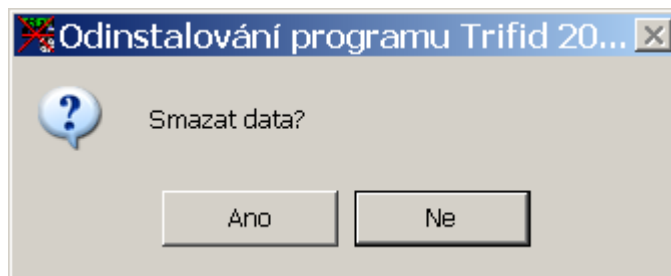 Odinstalování programu Trifid 20...
Smazat data?
Ano
Ne